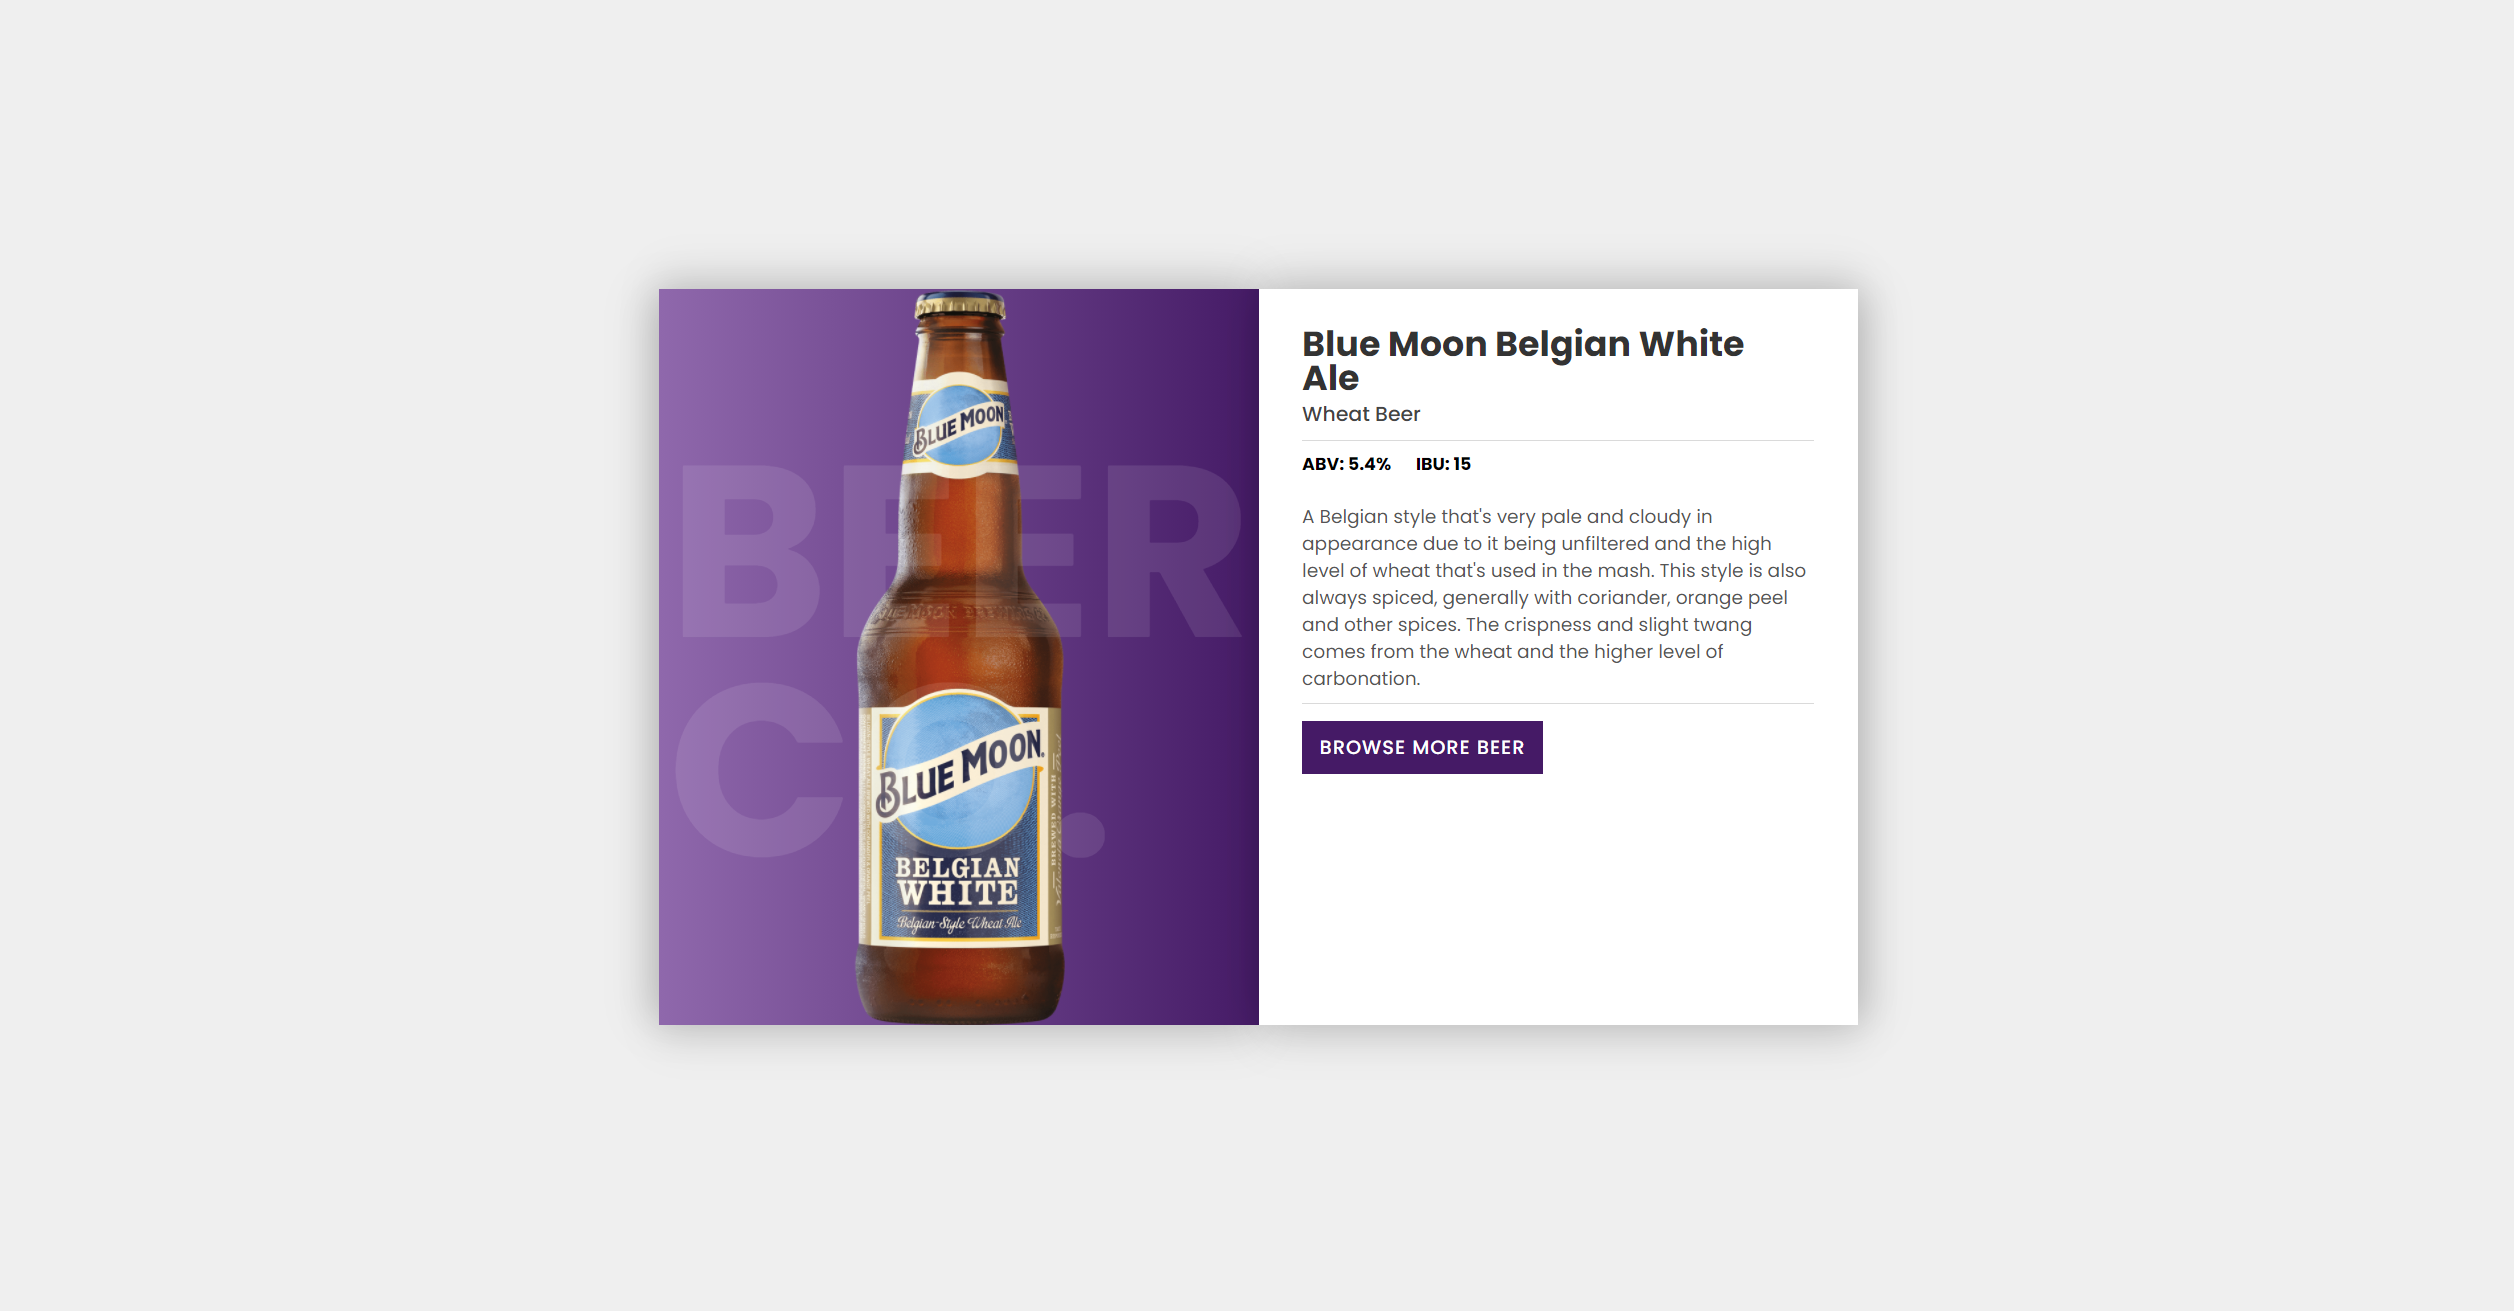 BEER
CO.
BLUE MOON
BLUE MOON.
BELGIAN
WHITE
Belgian-Style Wheat Ale
BREWED WITH
Blue Moon Belgian White
Ale
Wheat Beer
ABV: 5.4% IBU: 15
A Belgian style that's very pale and cloudy in
appearance due to it being unfiltered and the high
level of wheat that's used in the mash. This style is also
always spiced, generally with coriander, orange peel
and other spices. The crispness and slight twang
comes from the wheat and the higher level of
carbonation.
BROWSE MORE BEER